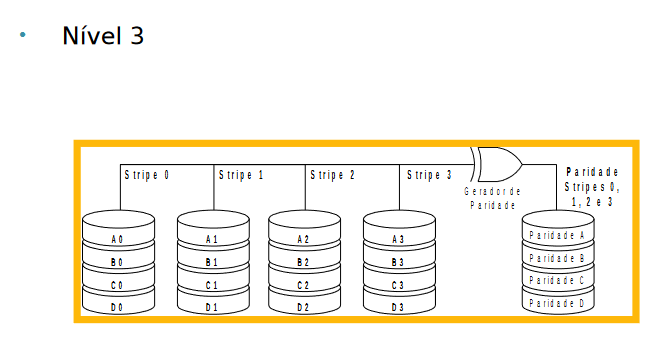 • Nível 3
Stripe 0
Stripe 1
Stripe 2
Stripe 3
Gerador de
Paridade
Paridade
Stripes 0,
1, 2 e 3
A0
A1
A2
A3
Paridade A
B0
B1
B2
B3
Paridade B
C0
C1
C2
C3
Paridade C
D0
D1
D2
D3
Paridade D